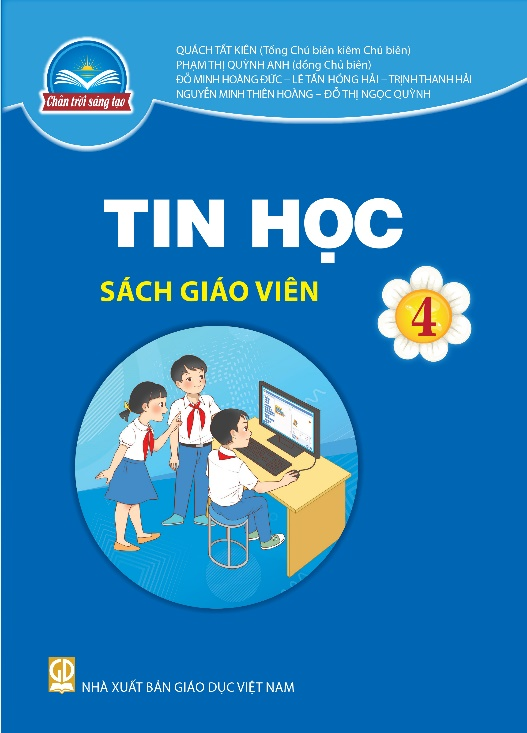 QUÁCH TẤT KIÊN (Tổng Chủ biên kiêm Chủ biên)
PHẠM THỊ QUỲNH ANH (đồng Chủ biên)
ĐỖ MINH HOÀNG ĐỨC – LÊ TẤN HỒNG HẢI – TRỊNH THANH HẢI
NGUYỄN MINH THIÊN HOÀNG – ĐỖ THỊ NGỌC QUỲNH
Chân trời sáng tạo
TIN HỌC
SÁCH GIÁO VIÊN
4
GD
NHÀ XUẤT BẢN GIÁO DỤC VIỆT NAM